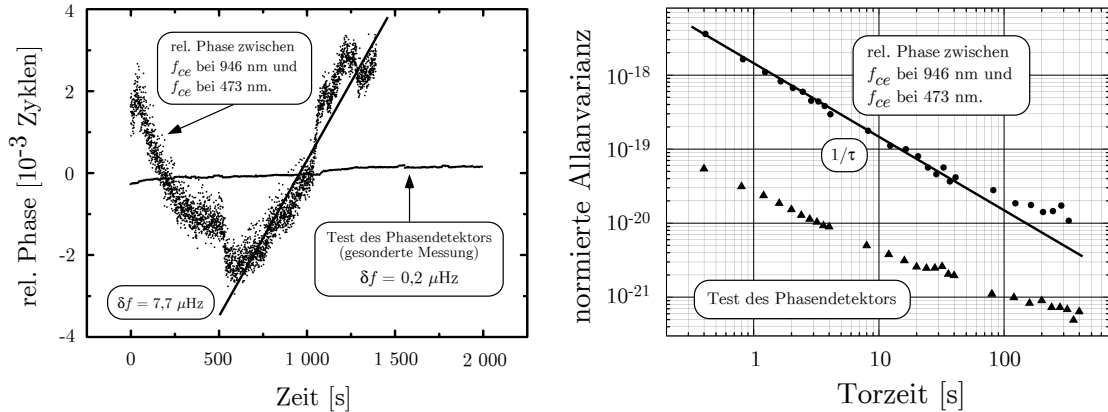 rel. Phase [10⁻³ Zyklen]
4
2
0
-2
-4
rel. Phase zwischen
f_ce bei 946 nm und
f_ce bei 473 nm.
Test des Phasendetektors
(gesonderte Messung)
δf = 0,2 μHz
δf = 7,7 μHz
0
500
1 000
1 500
2 000
Zeit [s]
normierte Allanvarianz
10⁻¹⁸
10⁻¹⁹
10⁻²⁰
10⁻²¹
rel. Phase zwischen
f_ce bei 946 nm und
f_ce bei 473 nm.
1/τ
Test des Phasendetektors
1
10
100
Torzeit [s]